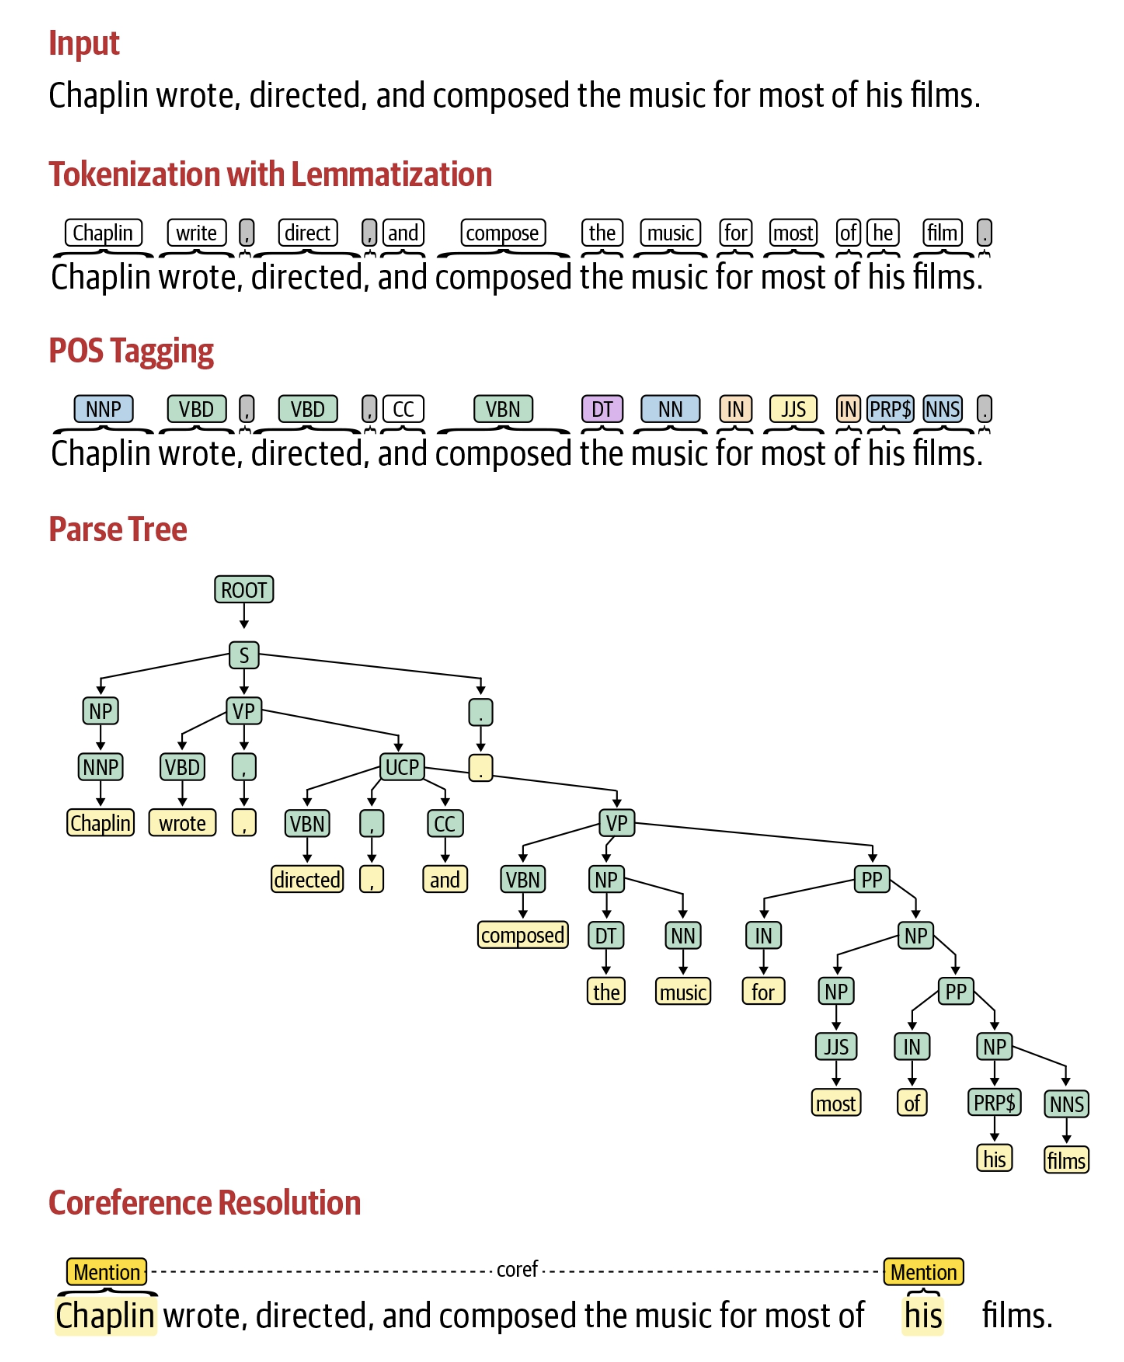 Input
Chaplin wrote, directed, and composed the music for most of his films.
Tokenization with Lemmatization
Chaplin write , direct , and compose the music for most of he film .
Chaplin wrote, directed, and composed the music for most of his films.
POS Tagging
NNP VBD , VBD , CC VBN DT NN IN JJS IN PRP$ NNS .
Chaplin wrote, directed, and composed the music for most of his films.
Parse Tree
ROOT
S
NP VP .
NNP VBD , UCP .
Chaplin wrote , VBN , CC VP
directed , and VBN NP PP
composed DT NN IN NP
the music for NP PP
JJS IN NP
most of PRP$ NNS
his films
Coreference Resolution
Mention coref Mention
Chaplin wrote, directed, and composed the music for most of his films.